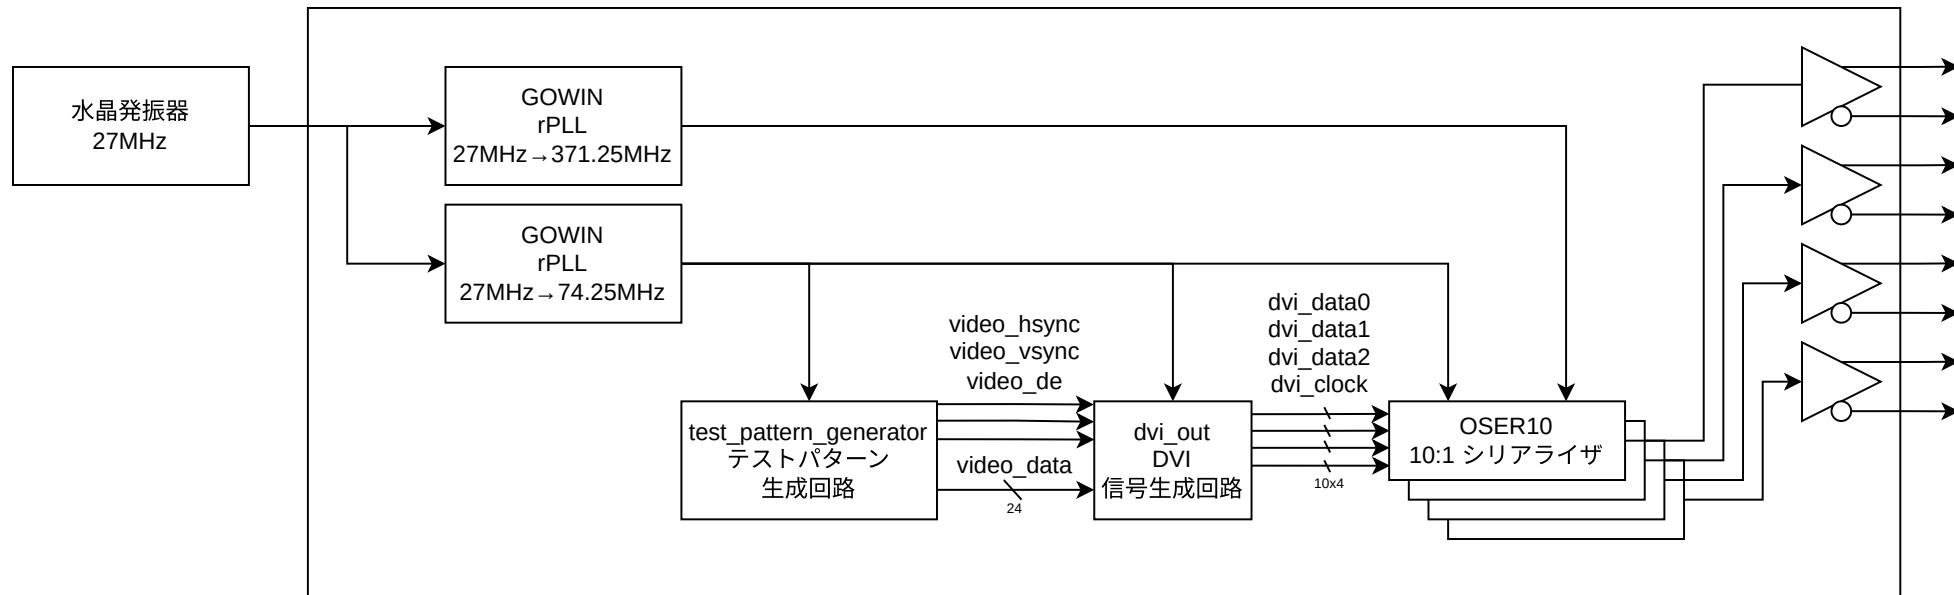 水晶発振器
27MHz
GOWIN
rPLL
27MHz→371.25MHz
GOWIN
rPLL
27MHz→74.25MHz
video_hsync
video_vsync
video_de
dvi_data0
dvi_data1
dvi_data2
dvi_clock
test_pattern_generator
テストパターン
生成回路
video_data
24
dvi_out
DVI
信号生成回路
10x4
OSER10
10:1 シリアライザ